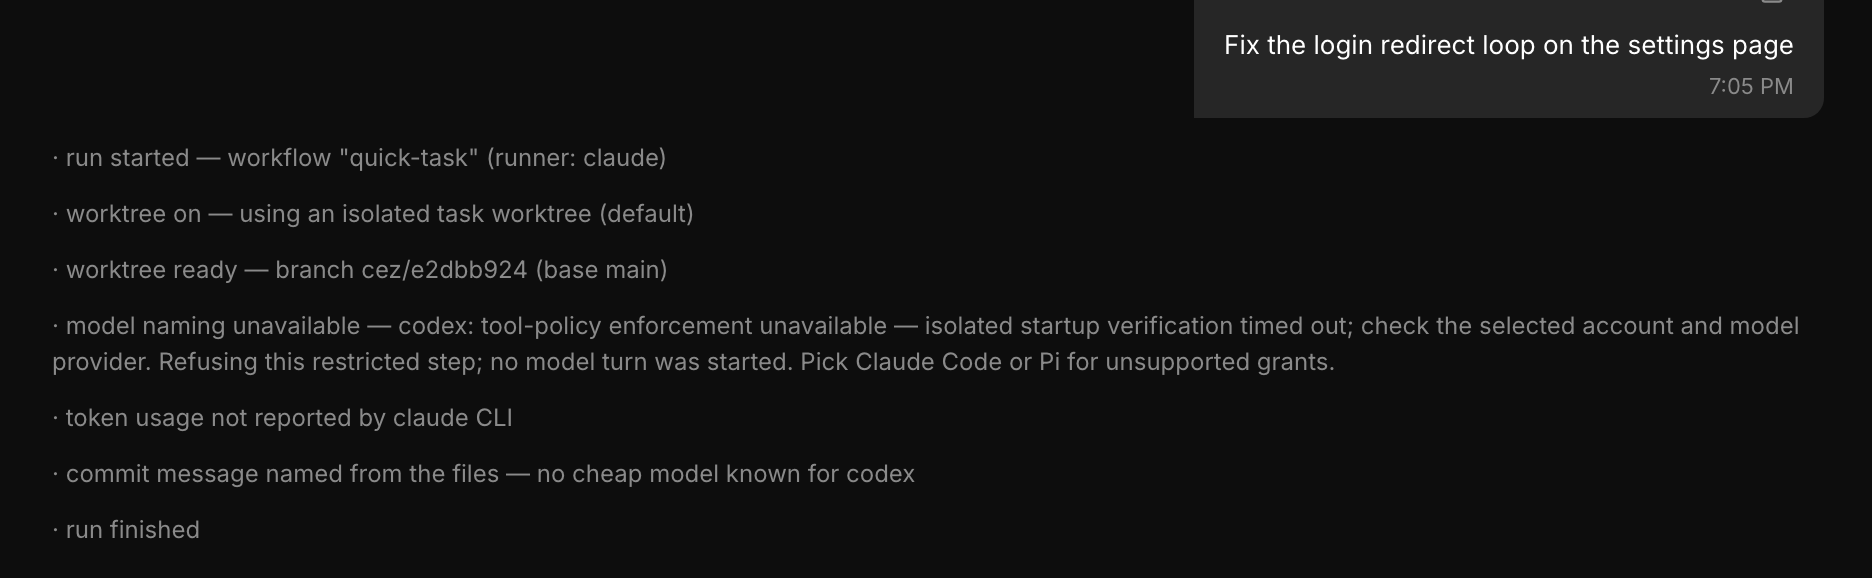 Fix the login redirect loop on the settings page
7:05 PM
· run started — workflow "quick-task" (runner: claude)
· worktree on — using an isolated task worktree (default)
· worktree ready — branch cez/e2dbb924 (base main)
· model naming unavailable — codex: tool-policy enforcement unavailable — isolated startup verification timed out; check the selected account and model
provider. Refusing this restricted step; no model turn was started. Pick Claude Code or Pi for unsupported grants.
· token usage not reported by claude CLI
· commit message named from the files — no cheap model known for codex
· run finished